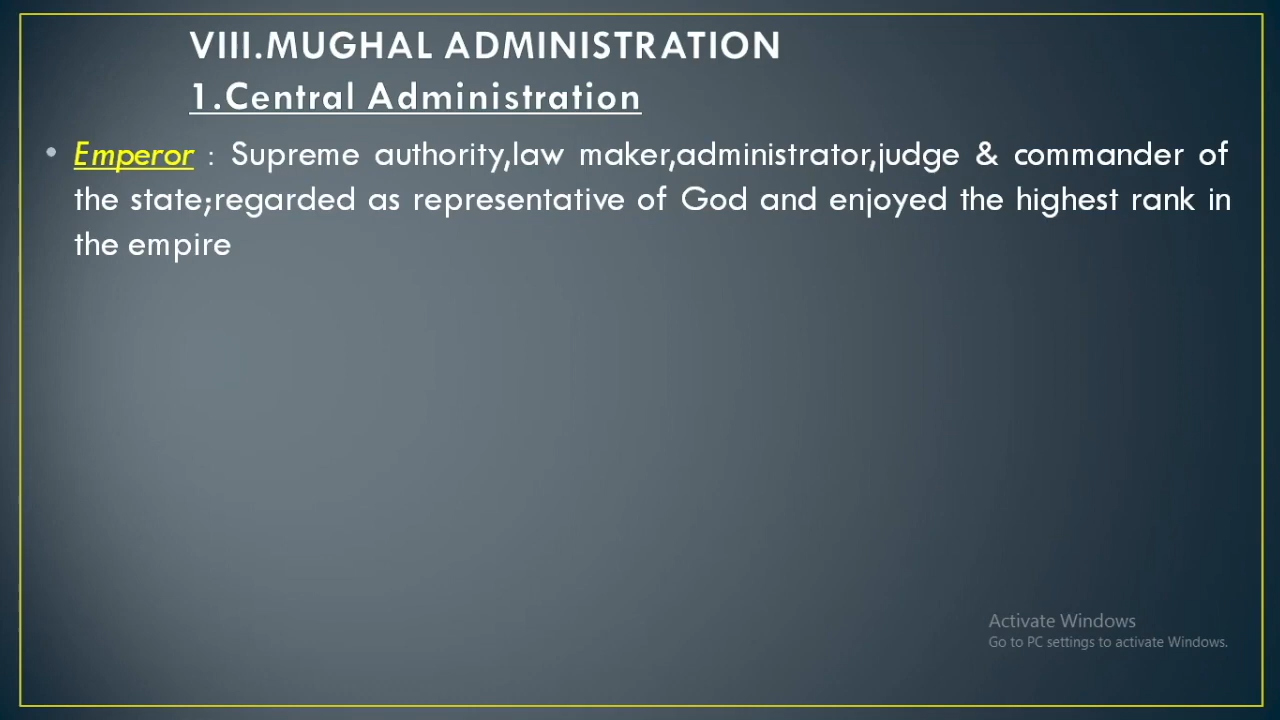 VIII.MUGHAL ADMINISTRATION
1.Central Administration
• Emperor : Supreme authority,law maker,administrator,judge & commander of
the state;regarded as representative of God and enjoyed the highest rank in
the empire
Activate Windows
Go to PC settings to activate Windows.